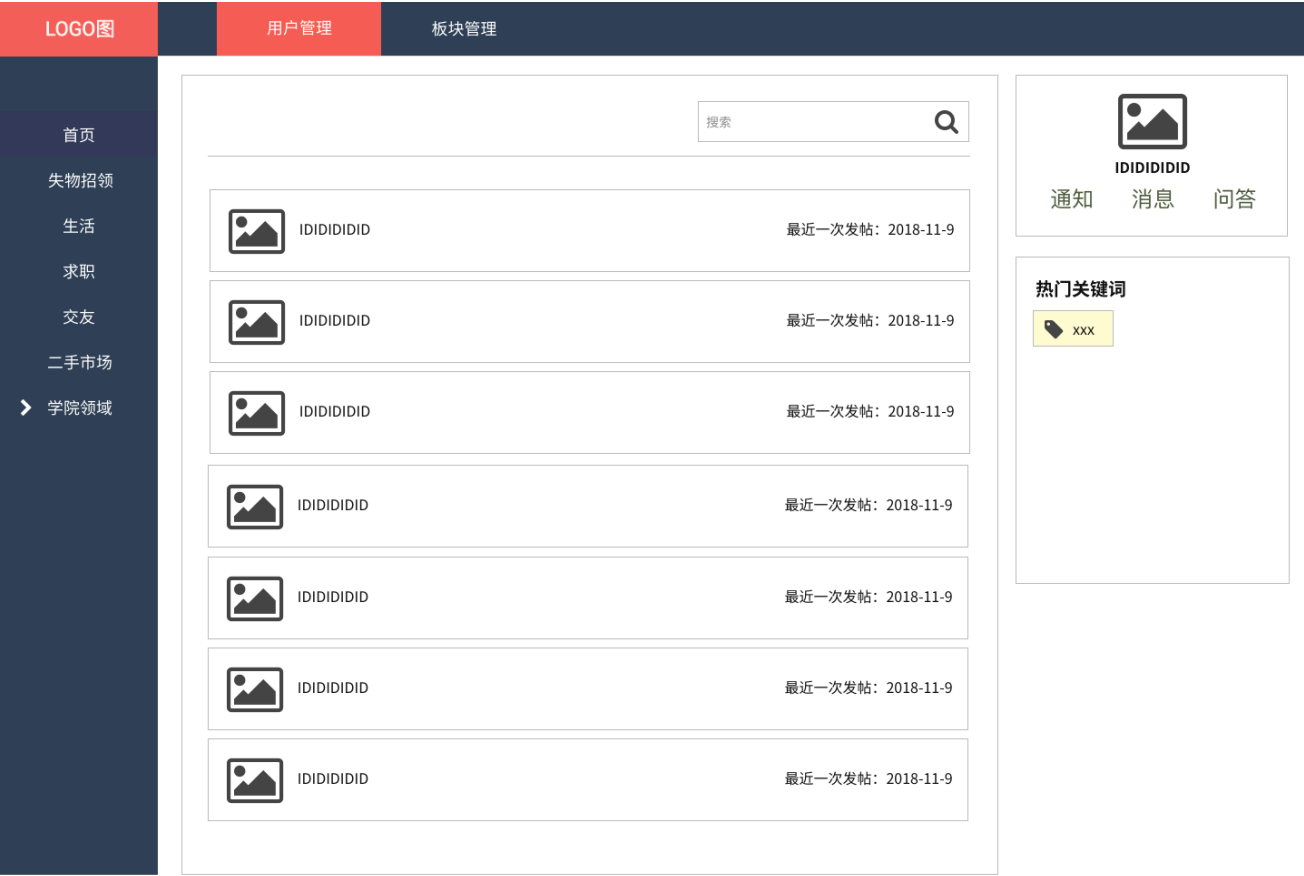 LOGO图
用户管理
板块管理
首页
失物招领
生活
求职
交友
二手市场
学院领域
搜索
IDIDIDIDID 最近一次发帖：2018-11-9
IDIDIDIDID 最近一次发帖：2018-11-9
IDIDIDIDID 最近一次发帖：2018-11-9
IDIDIDIDID 最近一次发帖：2018-11-9
IDIDIDIDID 最近一次发帖：2018-11-9
IDIDIDIDID 最近一次发帖：2018-11-9
IDIDIDIDID 最近一次发帖：2018-11-9
IDIDIDIDID
通知 消息 问答
热门关键词
xxx